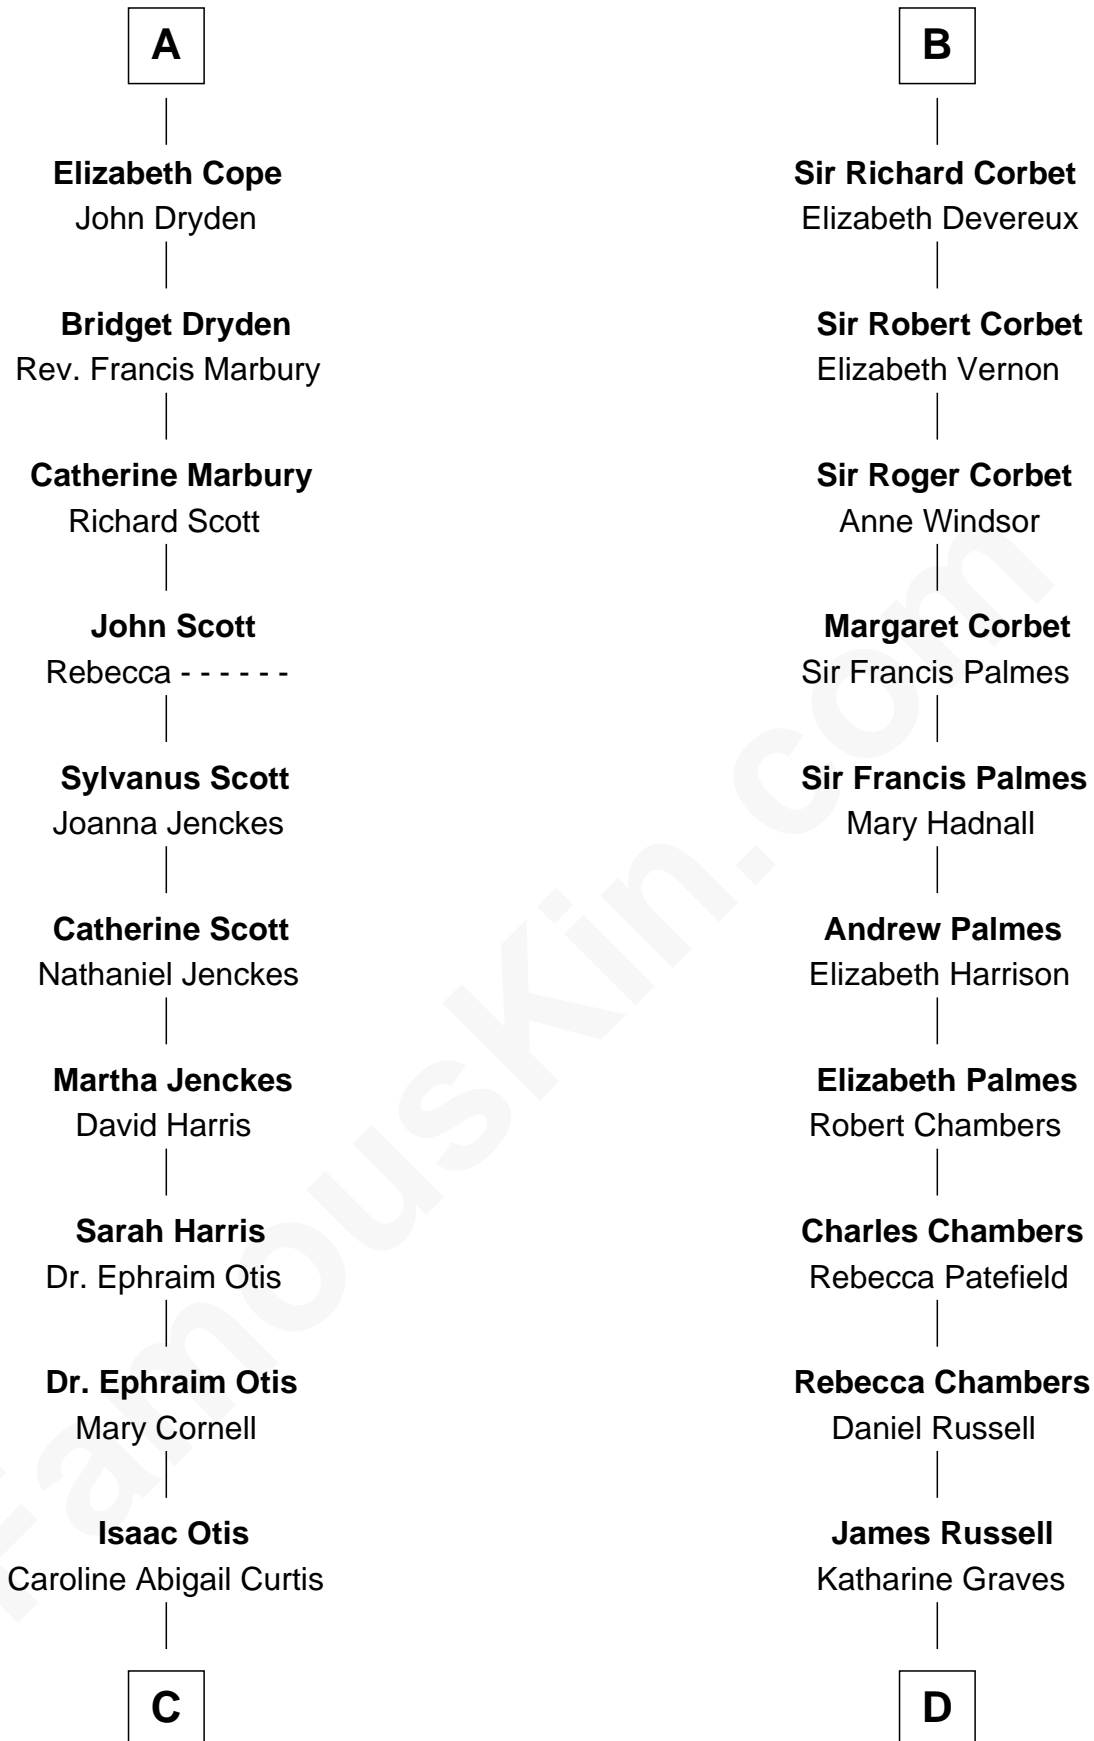 A
Elizabeth Cope
John Dryden
Bridget Dryden
Rev. Francis Marbury
Catherine Marbury
Richard Scott
John Scott
Rebecca - - - - - -
Sylvanus Scott
Joanna Jenckes
Catherine Scott
Nathaniel Jenckes
Martha Jenckes
David Harris
Sarah Harris
Dr. Ephraim Otis
Dr. Ephraim Otis
Mary Cornell
Isaac Otis
Caroline Abigail Curtis
C
B
Sir Richard Corbet
Elizabeth Devereux
Sir Robert Corbet
Elizabeth Vernon
Sir Roger Corbet
Anne Windsor
Margaret Corbet
Sir Francis Palmes
Sir Francis Palmes
Mary Hadnall
Andrew Palmes
Elizabeth Harrison
Elizabeth Palmes
Robert Chambers
Charles Chambers
Rebecca Patefield
Rebecca Chambers
Daniel Russell
James Russell
Katharine Graves
D
FamousKin.com